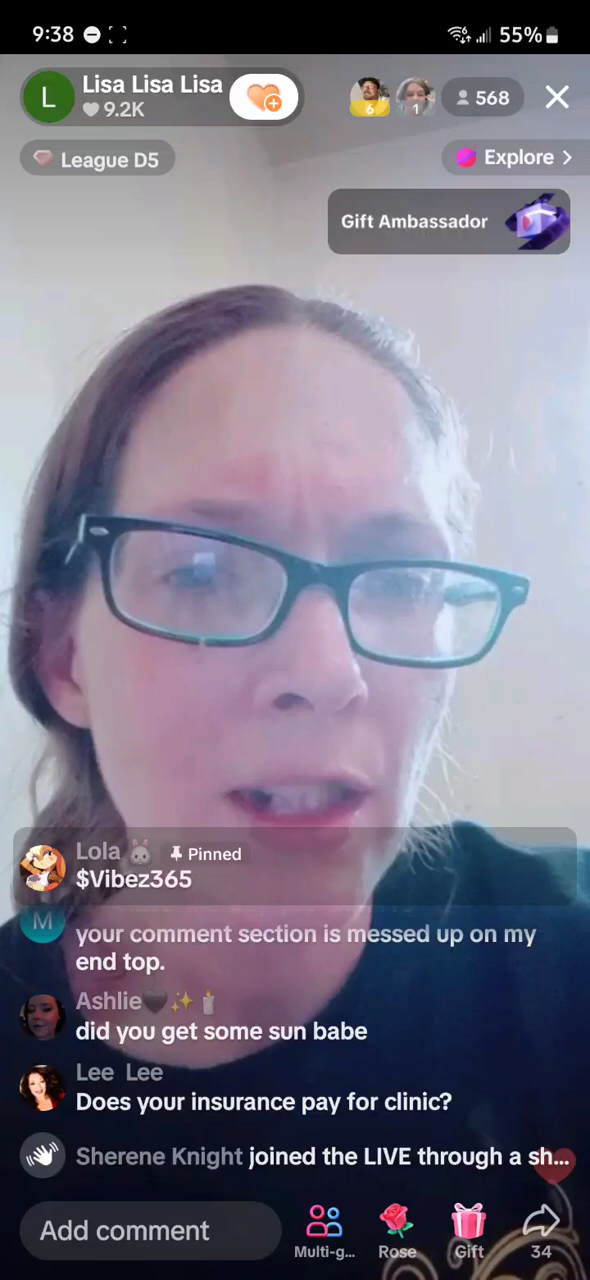 9:38
55%
L
Lisa Lisa Lisa
9.2K
6
1
568
League D5
Explore
Gift Ambassador
Lola
Pinned
$Vibez365
M
your comment section is messed up on my
end top.
Ashlie🖤✨🕯️
did you get some sun babe
Lee Lee
Does your insurance pay for clinic?
Sherene Knight joined the LIVE through a sh...
Add comment
Multi-g...
Rose
Gift
34